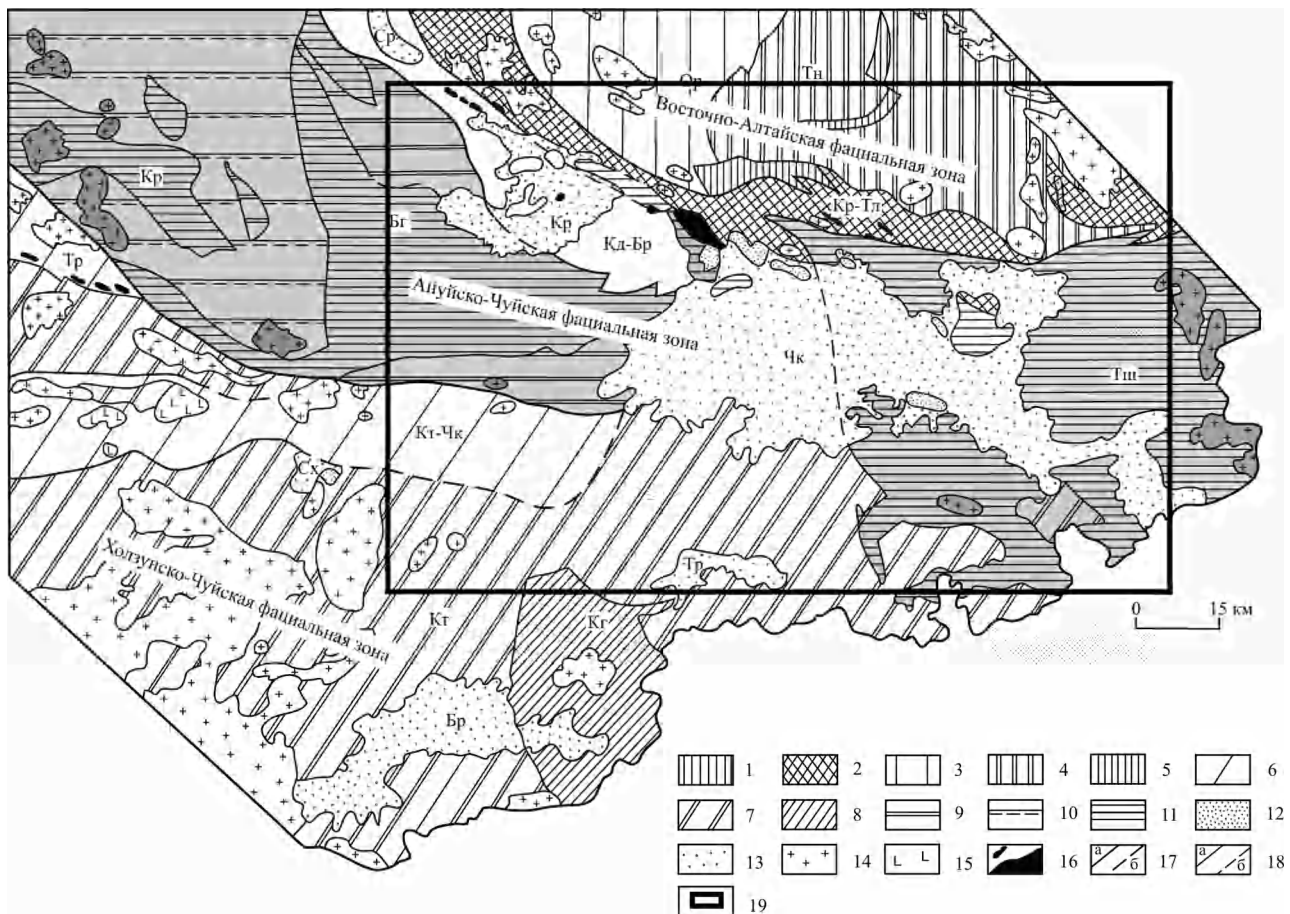 Ср
Тн
Ор
Восточно-Алтайская фациальная зона
Кр
Кр-Тл
Бг
Кр
Кд-Бр
Тр
Ануйско-Чуйская фациальная зона
Чк
Тш
Кт-Чк
Сх
Холзунско-Чуйская фациальная зона
Тр
Кт
Кг
0 15 км
Бр
1 2 3 4 5 6
7 8 9 10 11 12
13 14 15 16 а б 17 а б 18
19